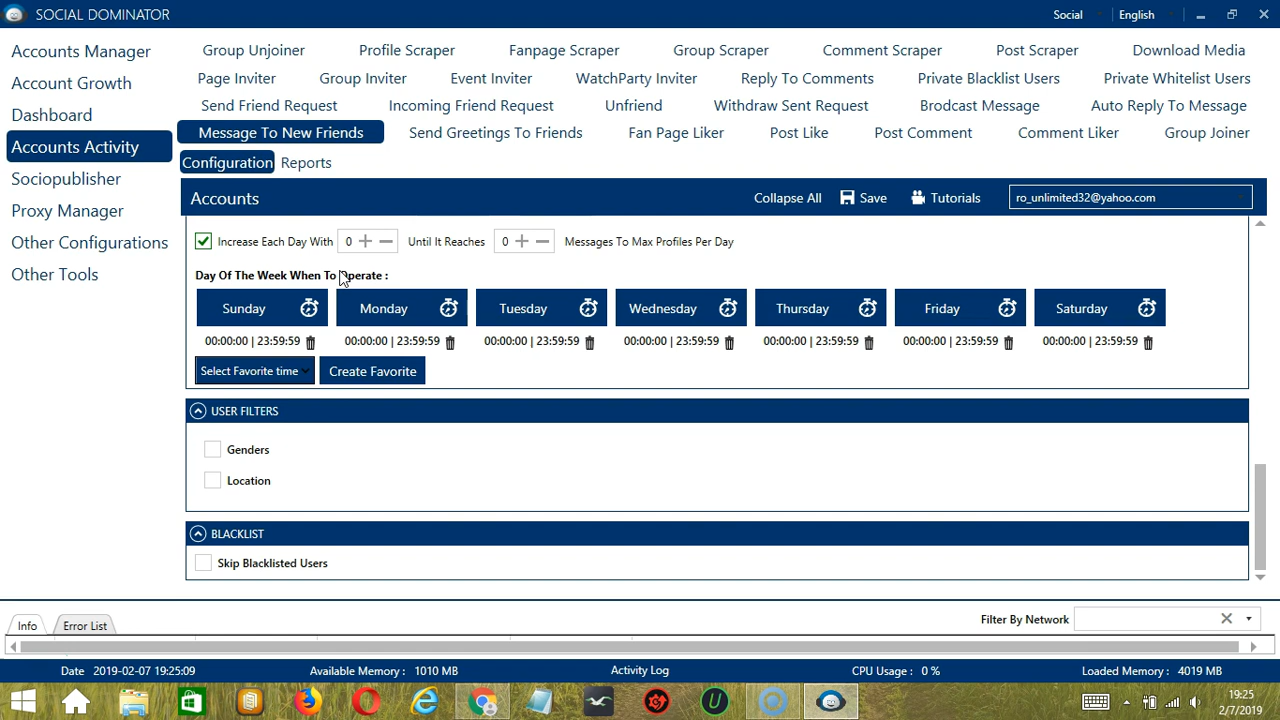 SOCIAL DOMINATOR
Social
English
Accounts Manager
Account Growth
Dashboard
Accounts Activity
Sociopublisher
Proxy Manager
Other Configurations
Other Tools
Group Unjoiner Profile Scraper Fanpage Scraper Group Scraper Comment Scraper Post Scraper Download Media
Page Inviter Group Inviter Event Inviter WatchParty Inviter Reply To Comments Private Blacklist Users Private Whitelist Users
Send Friend Request Incoming Friend Request Unfriend Withdraw Sent Request Brodcast Message Auto Reply To Message
Message To New Friends Send Greetings To Friends Fan Page Liker Post Like Post Comment Comment Liker Group Joiner
Configuration Reports
Accounts Collapse All Save Tutorials ro_unlimited32@yahoo.com
Increase Each Day With 0 + − Until It Reaches 0 + − Messages To Max Profiles Per Day
Day Of The Week When To Operate :
Sunday Monday Tuesday Wednesday Thursday Friday Saturday
00:00:00 | 23:59:59 00:00:00 | 23:59:59 00:00:00 | 23:59:59 00:00:00 | 23:59:59 00:00:00 | 23:59:59 00:00:00 | 23:59:59 00:00:00 | 23:59:59
Select Favorite time Create Favorite
USER FILTERS
Genders
Location
BLACKLIST
Skip Blacklisted Users
Info Error List Filter By Network
Date 2019-02-07 19:25:09 Available Memory : 1010 MB Activity Log CPU Usage : 0 % Loaded Memory : 4019 MB
19:25
2/7/2019